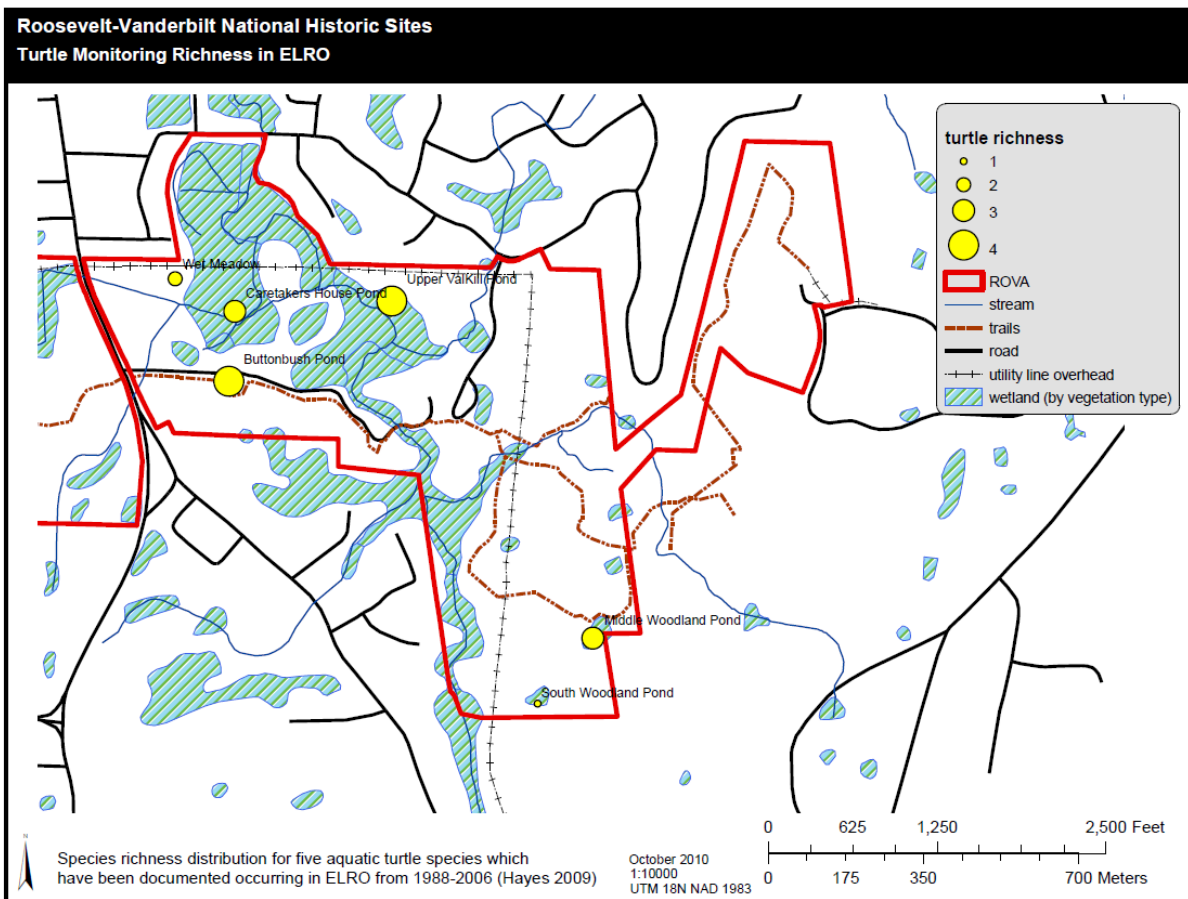 Roosevelt-Vanderbilt National Historic Sites
Turtle Monitoring Richness in ELRO
turtle richness
1
2
3
4
ROVA
stream
trails
road
utility line overhead
wetland (by vegetation type)
Wet Meadow
Upper ValKill Pond
Caretakers House Pond
Buttonbush Pond
Middle Woodland Pond
South Woodland Pond
0 625 1,250 2,500 Feet
0 175 350 700 Meters
N
Species richness distribution for five aquatic turtle species which
have been documented occurring in ELRO from 1988-2006 (Hayes 2009)
October 2010
1:10000
UTM 18N NAD 1983